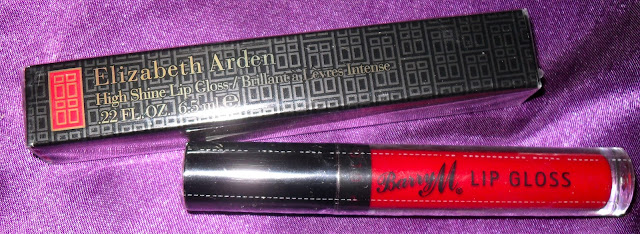 Elizabeth Arden
High Shine Lip Gloss / Brillant à Lèvres Intense
.22 FL. OZ. 6.5 ml e
Barry M. LIP GLOSS